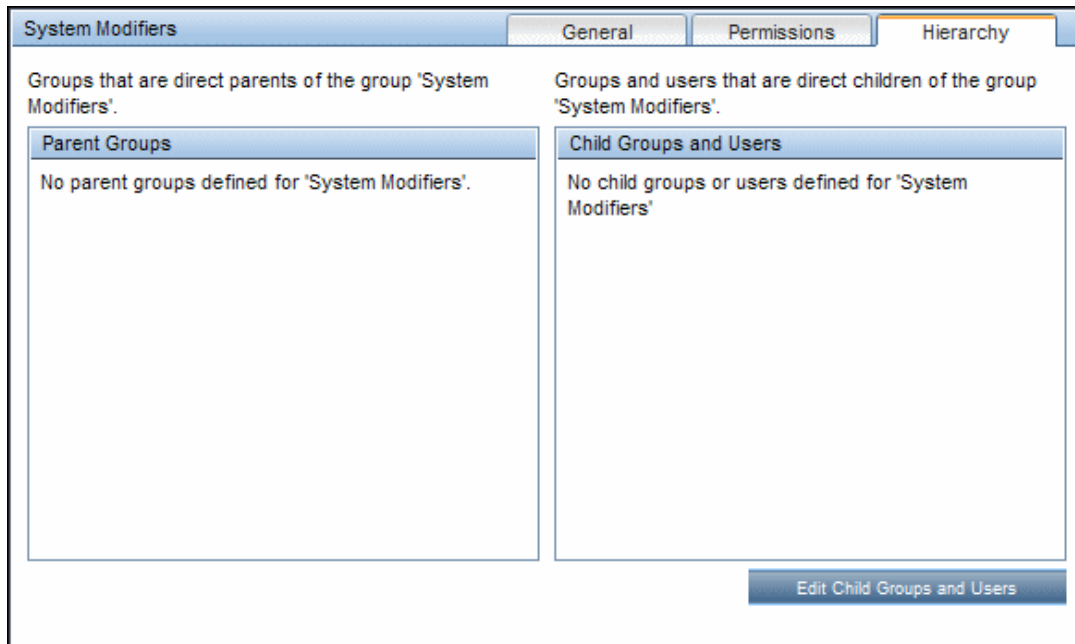 System Modifiers
General
Permissions
Hierarchy
Groups that are direct parents of the group 'System
Modifiers'.
Groups and users that are direct children of the group
'System Modifiers'.
Parent Groups
No parent groups defined for 'System Modifiers'.
Child Groups and Users
No child groups or users defined for 'System
Modifiers'
Edit Child Groups and Users